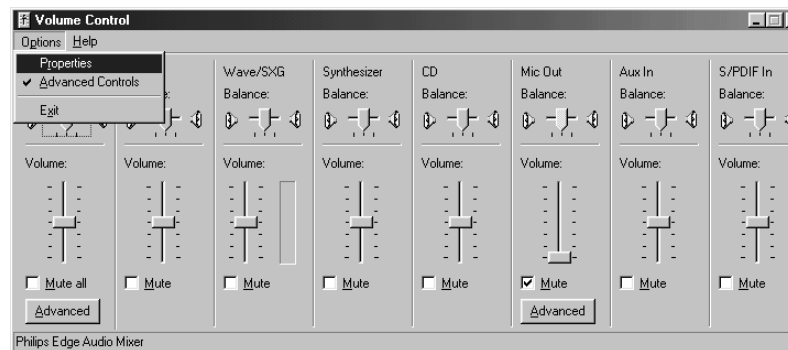 Volume Control
Options Help
Properties
Advanced Controls
Exit
Wave/SXG Synthesizer CD Mic Out Aux In S/PDIF In
Balance: Balance: Balance: Balance: Balance: Balance:
Volume: Volume: Volume: Volume: Volume: Volume: Volume: Volume:
Mute all Mute Mute Mute Mute Mute Mute Mute
Advanced Advanced
Philips Edge Audio Mixer